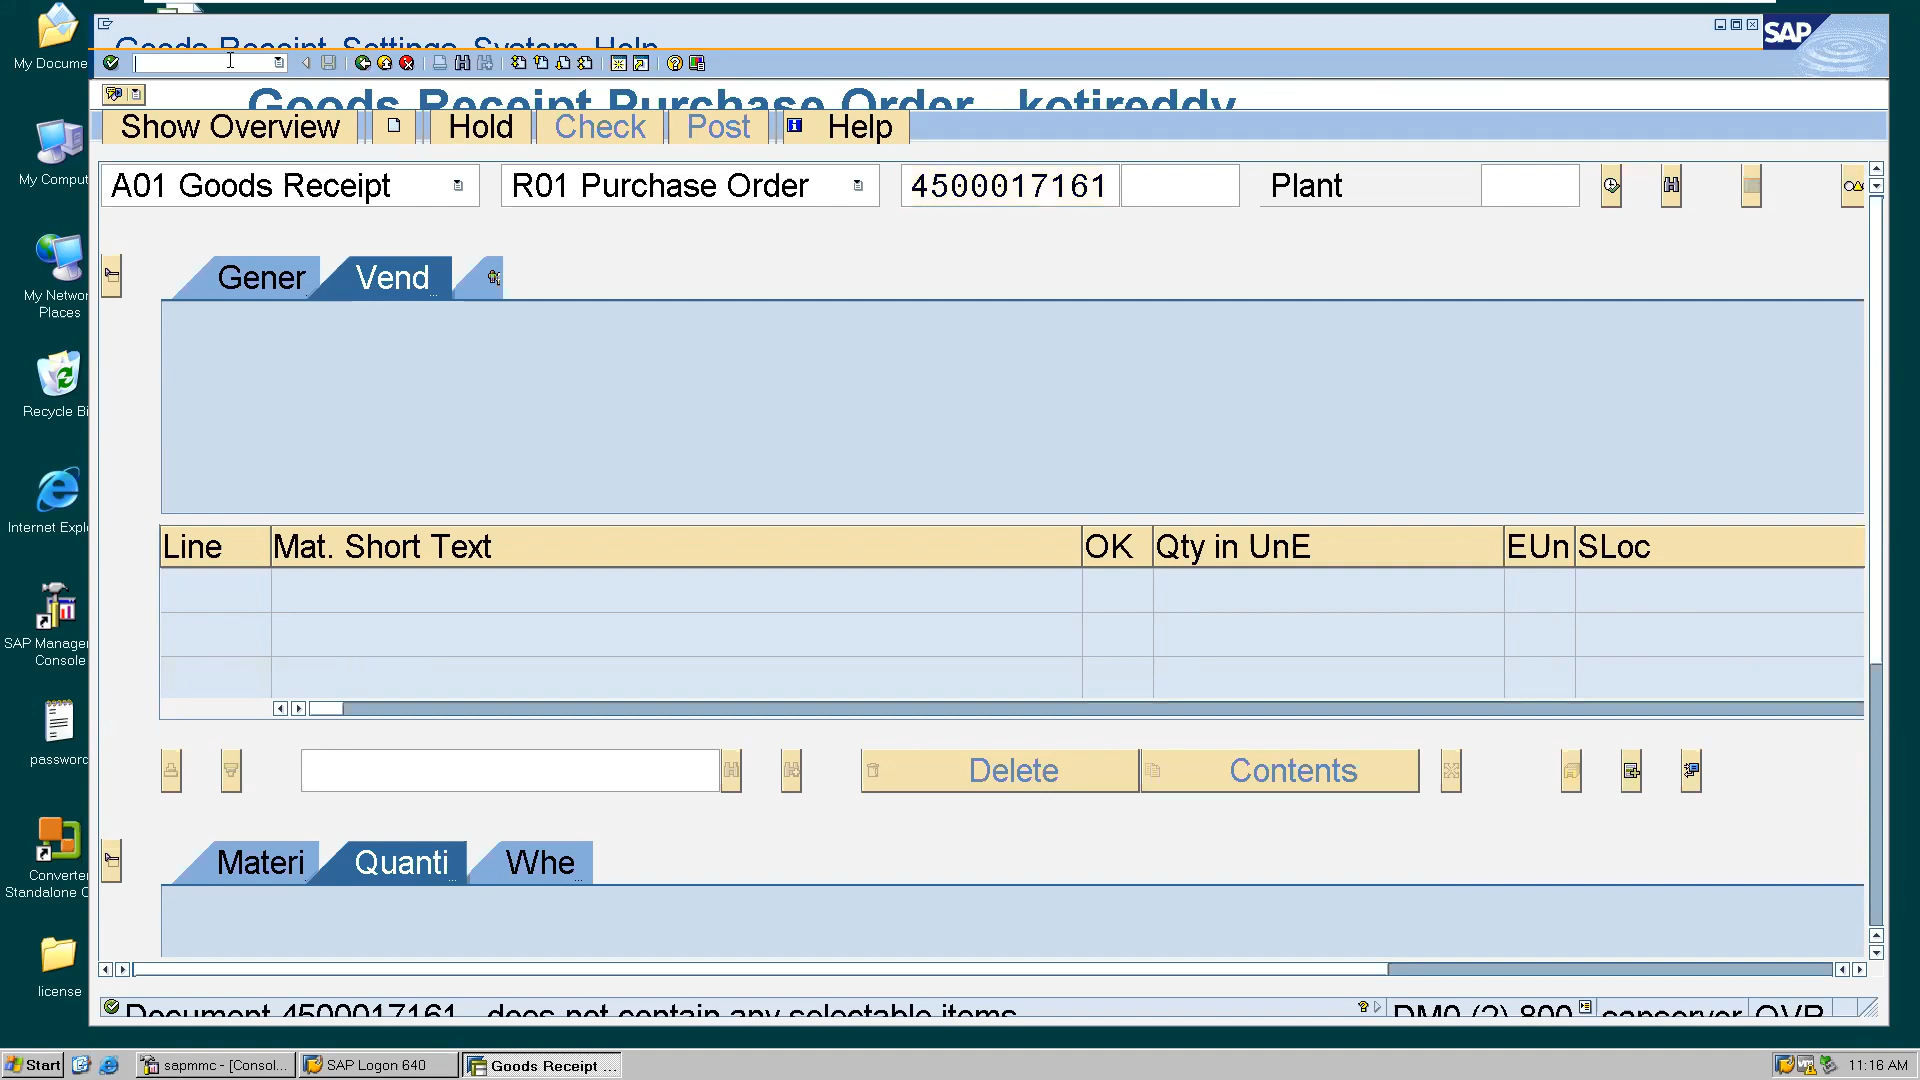 My Docume
Goods Receipt Settings System Help
SAP
Goods Receipt Purchase Order - kotireddy
Show Overview Hold Check Post Help
My Comput
A01 Goods Receipt R01 Purchase Order 4500017161 Plant
Gener Vend
My Netwo
Places
Recycle Bi
Internet Expl
Line Mat. Short Text OK Qty in UnE EUn SLoc
SAP Manage
Console
password
Delete Contents
Materi Quanti Whe
Converte
Standalone C
license
Document 4500017161 does not contain any selectable items
DM0 (2) 800 sapserver OVR
Start sapmmc - [Consol... SAP Logon 640 Goods Receipt ... 11:16 AM